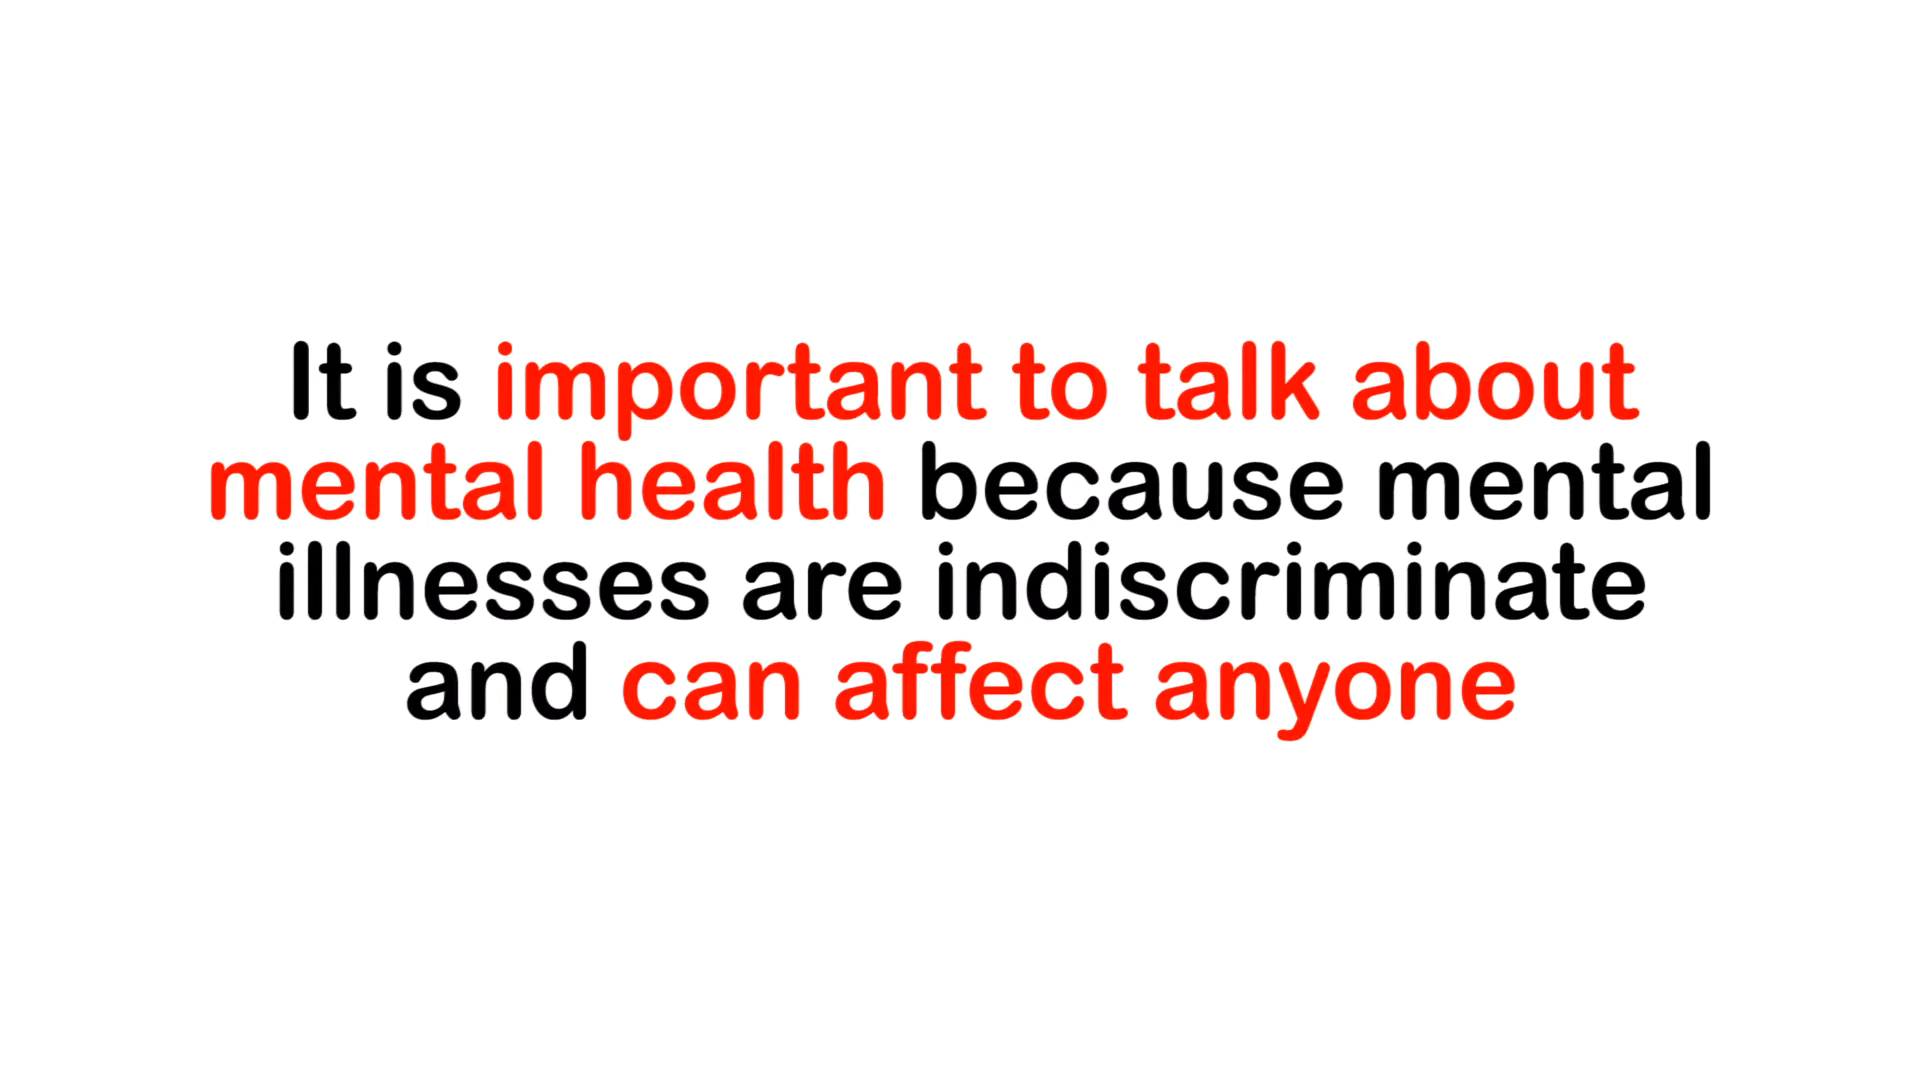 It is important to talk about
mental health because mental
illnesses are indiscriminate
and can affect anyone